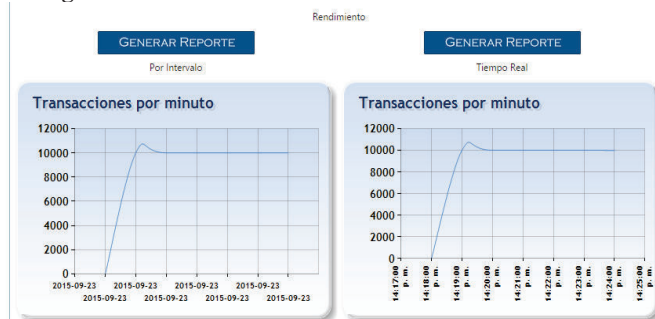 Rendimiento
GENERAR REPORTE
GENERAR REPORTE
Por Intervalo
Tiempo Real
Transacciones por minuto
12000
10000
8000
6000
4000
2000
0
2015-09-23 2015-09-23 2015-09-23 2015-09-23
2015-09-23 2015-09-23 2015-09-23 2015-09-23
Transacciones por minuto
12000
10000
8000
6000
4000
2000
0
14:17:00 p. m.
14:18:00 p. m.
14:19:00 p. m.
14:20:00 p. m.
14:21:00 p. m.
14:22:00 p. m.
14:23:00 p. m.
14:24:00 p. m.
14:25:00 p. m.